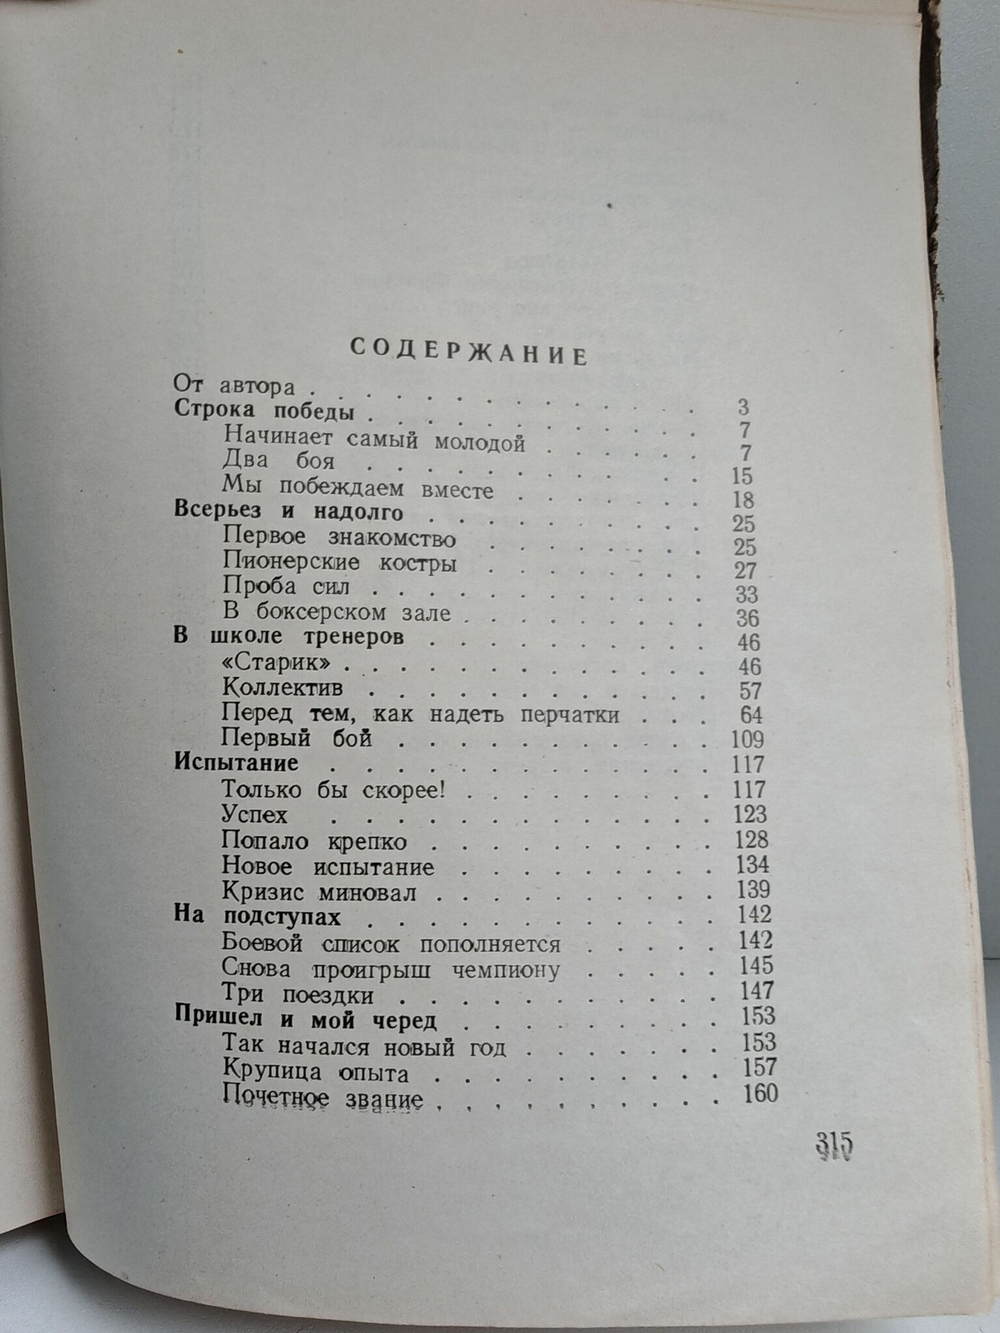 СОДЕРЖАНИЕ
От автора . . . . . . . . . . . . . 3
Строка победы . . . . . . . . . . . 7
Начинает самый молодой . . . . . . 7
Два боя . . . . . . . . . . . 15
Мы побеждаем вместе . . . . . . . 18
Всерьез и надолго . . . . . . . . . 25
Первое знакомство . . . . . . . . 25
Пионерские костры . . . . . . . . 27
Проба сил . . . . . . . . . . . . 33
В боксерском зале . . . . . . . . . 36
В школе тренеров . . . . . . . . . . 46
«Старик» . . . . . . . . . . . . 46
Коллектив . . . . . . . . . . . . 57
Перед тем, как надеть перчатки . . . 64
Первый бой . . . . . . . . . . . 109
Испытание . . . . . . . . . . . . 117
Только бы скорее! . . . . . . . . . 117
Успех . . . . . . . . . . . . . 123
Попало крепко . . . . . . . . . . 128
Новое испытание . . . . . . . . . 134
Кризис миновал . . . . . . . . . . 139
На подступах . . . . . . . . . . . . 142
Боевой список пополняется . . . . . 142
Снова проигрыш чемпиону . . . . . 145
Три поездки . . . . . . . . . . . 147
Пришел и мой черед . . . . . . . . . 153
Так начался новый год . . . . . . . 153
Крупица опыта . . . . . . . . . . 157
Почетное звание . . . . . . . . . . 160
315